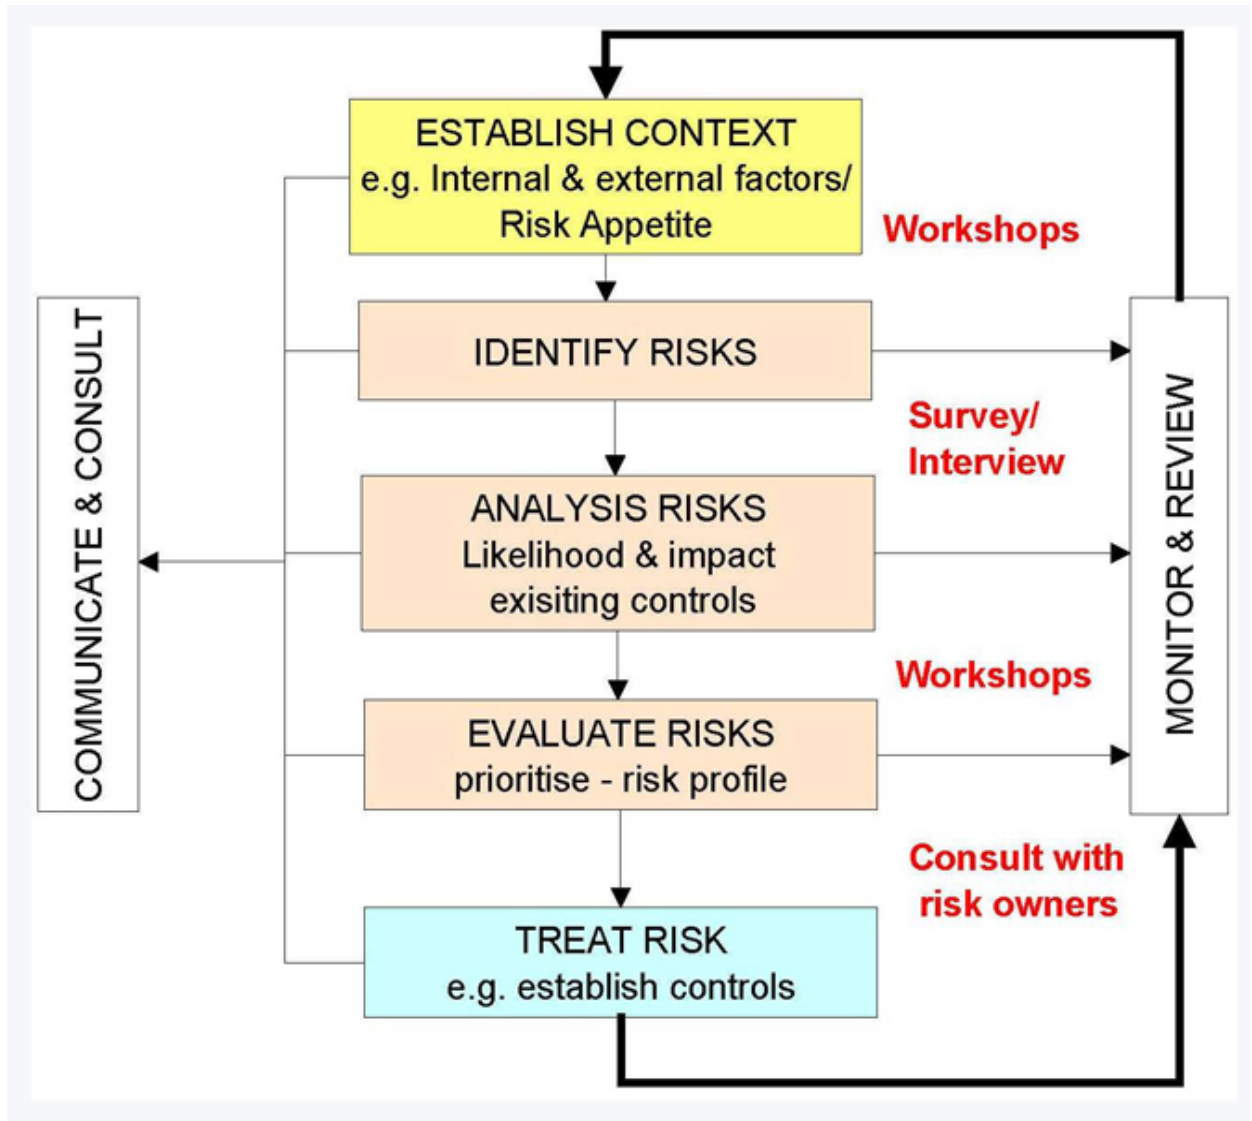 ESTABLISH CONTEXT
e.g. Internal & external factors/
Risk Appetite
Workshops
IDENTIFY RISKS
Survey/
Interview
ANALYSIS RISKS
Likelihood & impact
exisiting controls
Workshops
EVALUATE RISKS
prioritise - risk profile
Consult with
risk owners
TREAT RISK
e.g. establish controls
COMMUNICATE & CONSULT
MONITOR & REVIEW